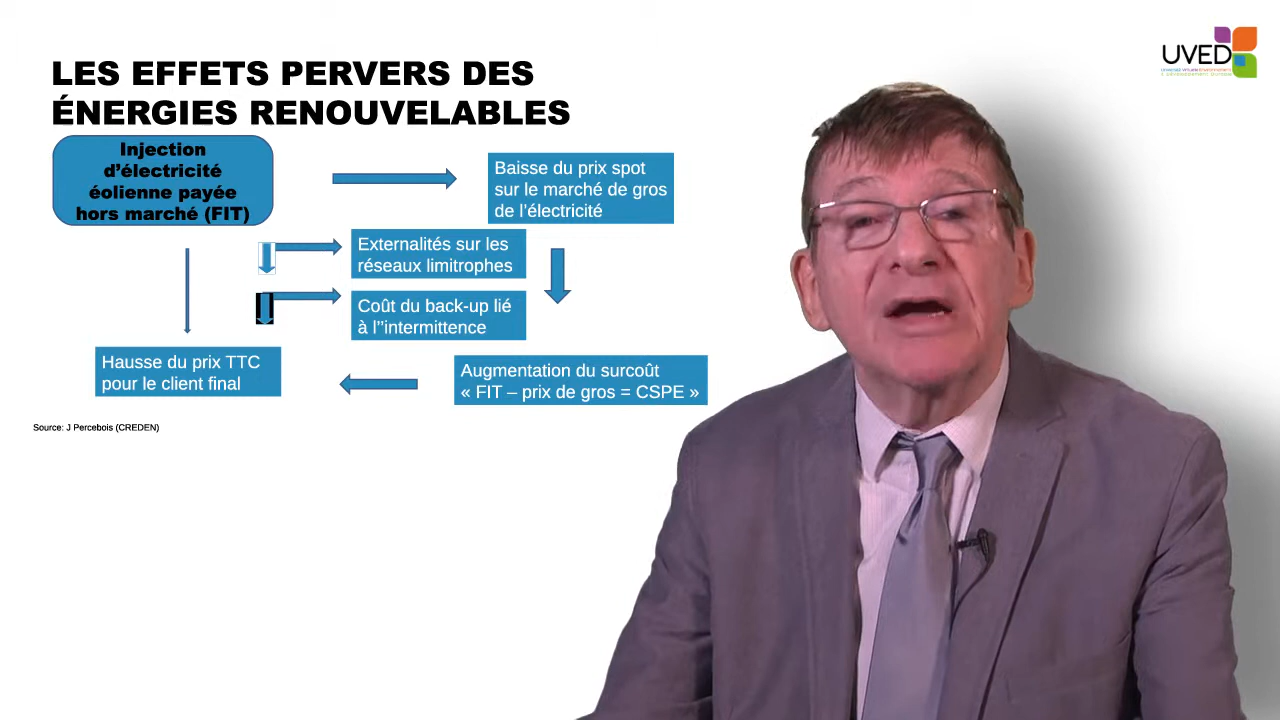 LES EFFETS PERVERS DES
ÉNERGIES RENOUVELABLES
UVED
Injection
d'électricité
éolienne payée
hors marché (FIT)
Baisse du prix spot
sur le marché de gros
de l'électricité
Externalités sur les
réseaux limitrophes
Coût du back-up lié
à l'’intermittence
Hausse du prix TTC
pour le client final
Augmentation du surcoût
« FIT – prix de gros = CSPE »
Source: J Percebois (CREDEN)